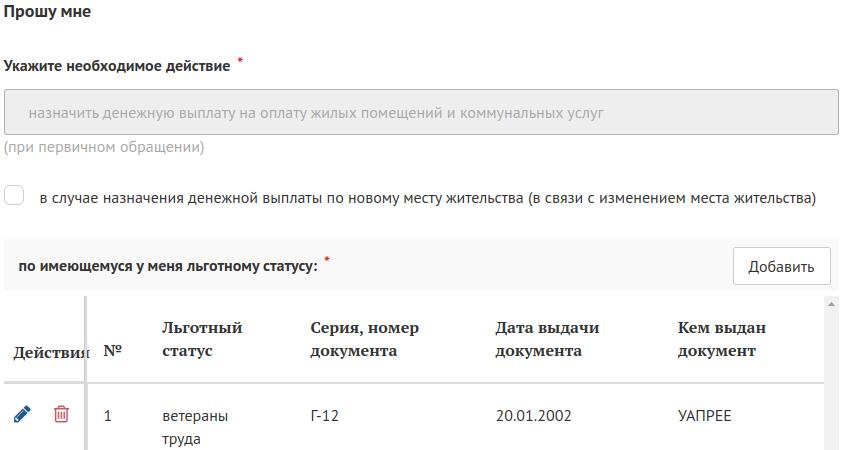 Прошу мне
Укажите необходимое действие *
назначить денежную выплату на оплату жилых помещений и коммунальных услуг
(при первичном обращении)
в случае назначения денежной выплаты по новому месту жительства (в связи с изменением места жительства)
по имеющемуся у меня льготному статусу: * Добавить
Действия № Льготный статус Серия, номер документа Дата выдачи документа Кем выдан документ
1 ветераны труда Г-12 20.01.2002 УАПРЕЕ